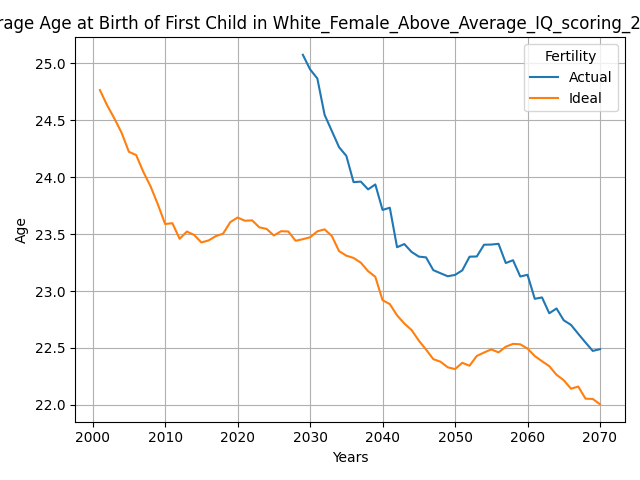 rage Age at Birth of First Child in White_Female_Above_Average_IQ_scoring_2
Fertility
Actual
Ideal
25.0
24.5
24.0
23.5
23.0
22.5
22.0
Age
2000 2010 2020 2030 2040 2050 2060 2070
Years